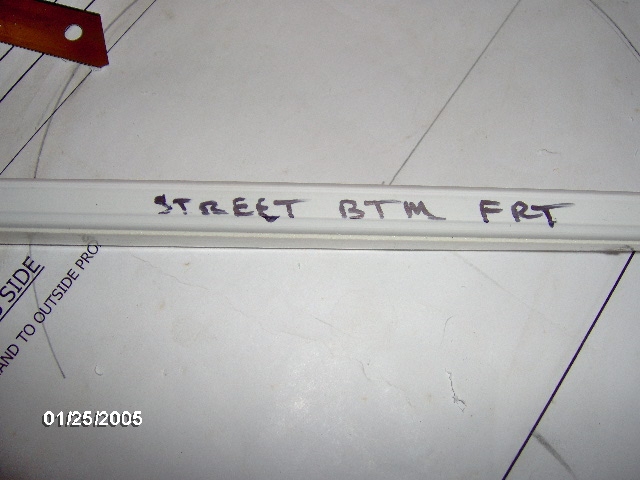 STREET BTM FRT
SIDE
AND TO OUTSIDE PRO
01/25/2005